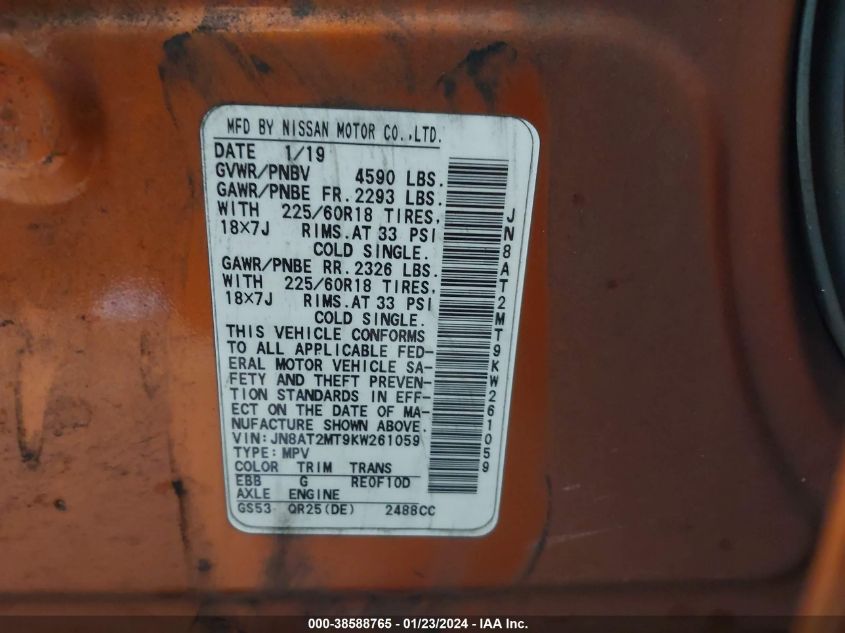 MFD BY NISSAN MOTOR CO.,LTD.
DATE 1/19
GVWR/PNBV 4590 LBS.
GAWR/PNBE FR. 2293 LBS.
WITH 225/60R18 TIRES,
18×7J RIMS. AT 33 PSI
COLD SINGLE.
GAWR/PNBE RR. 2326 LBS.
WITH 225/60R18 TIRES,
18×7J RIMS. AT 33 PSI
COLD SINGLE.
THIS VEHICLE CONFORMS
TO ALL APPLICABLE FED-
ERAL MOTOR VEHICLE SA-
FETY AND THEFT PREVEN-
TION STANDARDS IN EFF-
ECT ON THE DATE OF MA-
NUFACTURE SHOWN ABOVE.
VIN: JN8AT2MT9KW261059
TYPE: MPV
COLOR TRIM TRANS
EBB G RE0F10D
AXLE ENGINE
GS53 QR25(DE) 2488CC
JN8AT2MT9KW261059
000-38588765 - 01/23/2024 - IAA Inc.